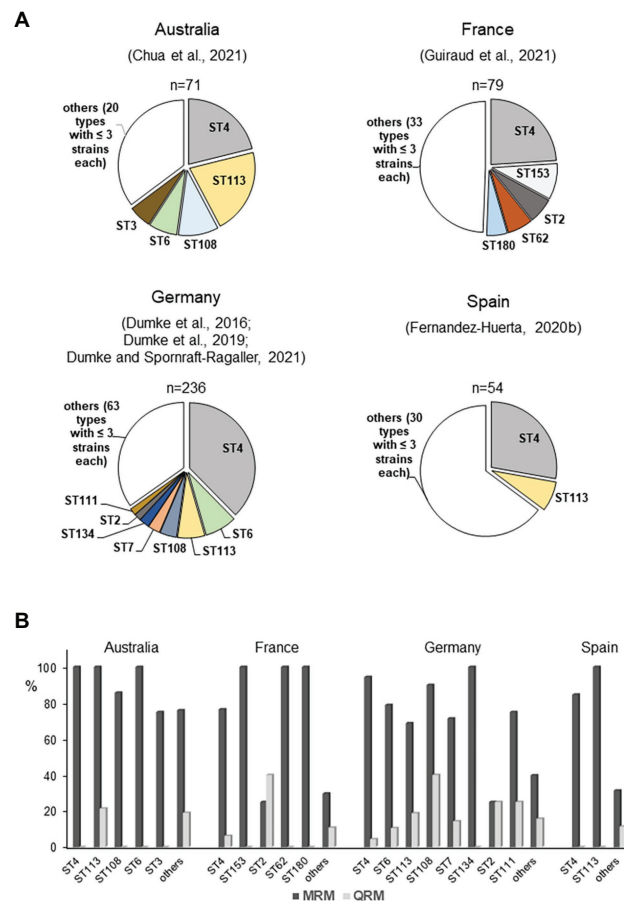 A
Australia
(Chua et al., 2021)
n=71
others (20
types
with ≤ 3
strains
each)
ST4
ST113
ST108
ST6
ST3
France
(Guiraud et al., 2021)
n=79
others (33
types
with ≤ 3
strains
each)
ST4
ST153
ST2
ST62
ST180
Germany
(Dumke et al., 2016;
Dumke et al., 2019;
Dumke and Spornraft-Ragaller, 2021)
n=236
others (63
types
with ≤ 3
strains
each)
ST4
ST6
ST113
ST108
ST7
ST134
ST2
ST111
Spain
(Fernandez-Huerta, 2020b)
n=54
others (30
types
with ≤ 3
strains
each)
ST4
ST113
B
Australia France Germany Spain
%
100
80
60
40
20
0
ST4 ST113 ST108 ST6 ST3 others ST4 ST153 ST2 ST62 ST180 others ST4 ST6 ST113 ST108 ST7 ST134 ST2 ST111 others ST4 ST113 others
MRM QRM